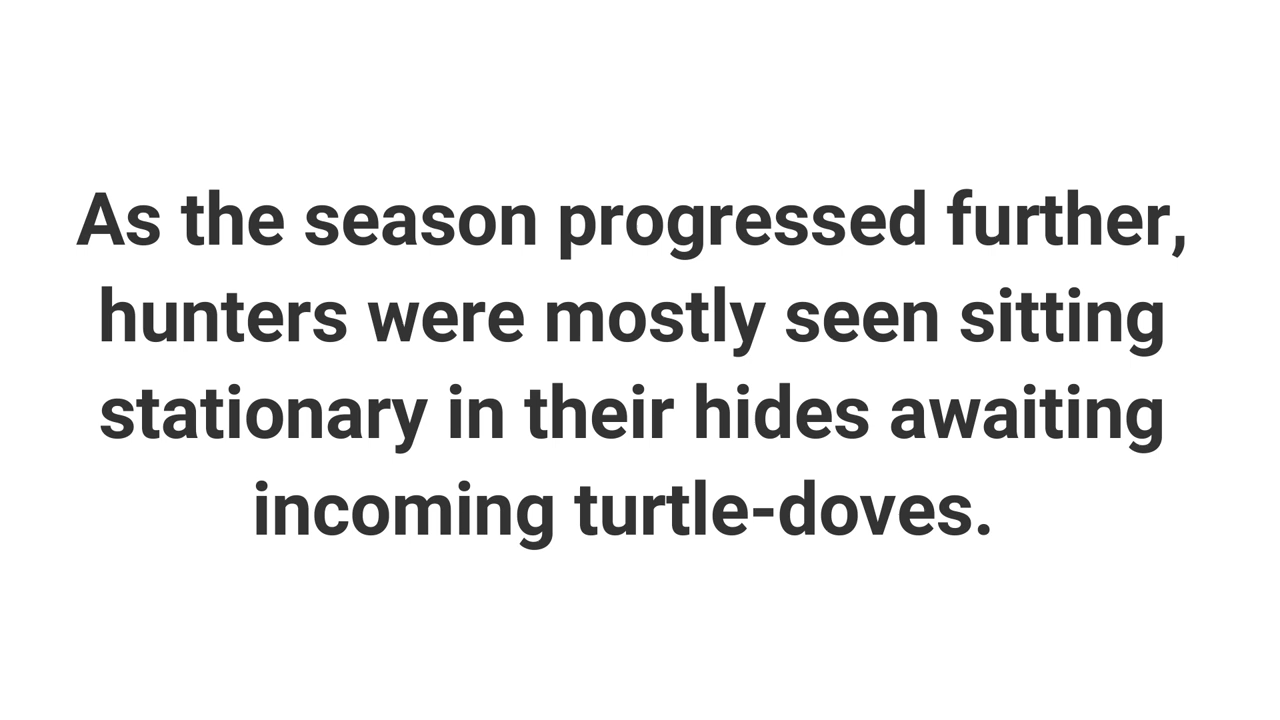 As the season progressed further,
hunters were mostly seen sitting
stationary in their hides awaiting
incoming turtle-doves.